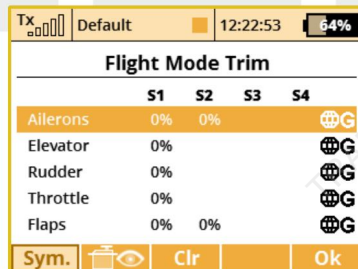 Tx Default 12:22:53 64%
Flight Mode Trim
S1 S2 S3 S4
Ailerons 0% 0% G
Elevator 0% G
Rudder 0% G
Throttle 0% G
Flaps 0% 0% G
Sym. Clr Ok